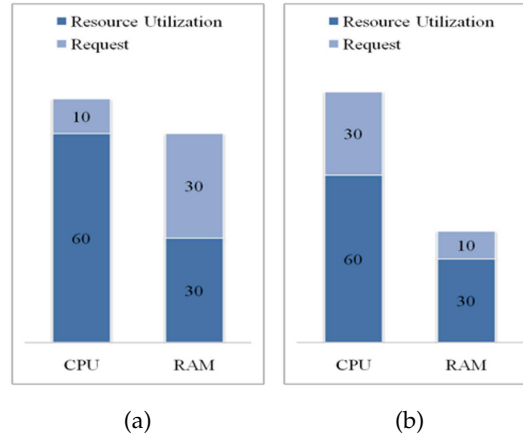 Resource Utilization
Request
10
60
30
30
CPU RAM
(a)
Resource Utilization
Request
30
60
10
30
CPU RAM
(b)